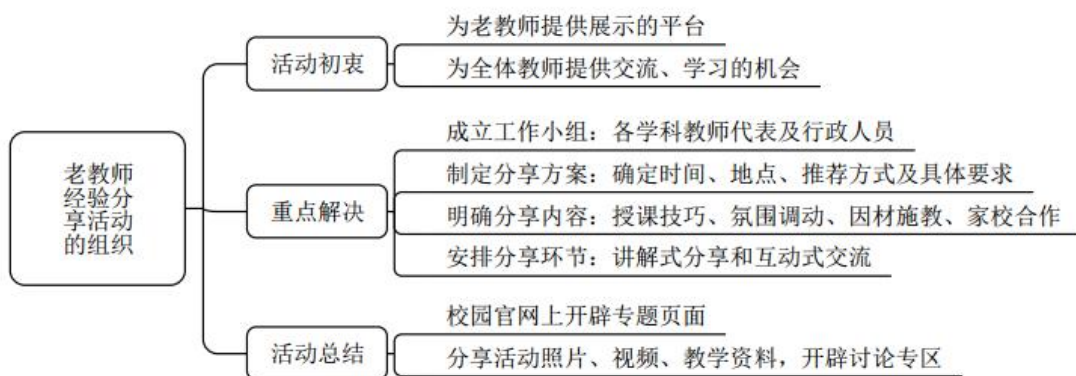 老教师
经验分
享活动
的组织
活动初衷
为老教师提供展示的平台
为全体教师提供交流、学习的机会
重点解决
成立工作小组：各学科教师代表及行政人员
制定分享方案：确定时间、地点、推荐方式及具体要求
明确分享内容：授课技巧、氛围调动、因材施教、家校合作
安排分享环节：讲解式分享和互动式交流
活动总结
校园官网上开辟专题页面
分享活动照片、视频、教学资料，开辟讨论专区